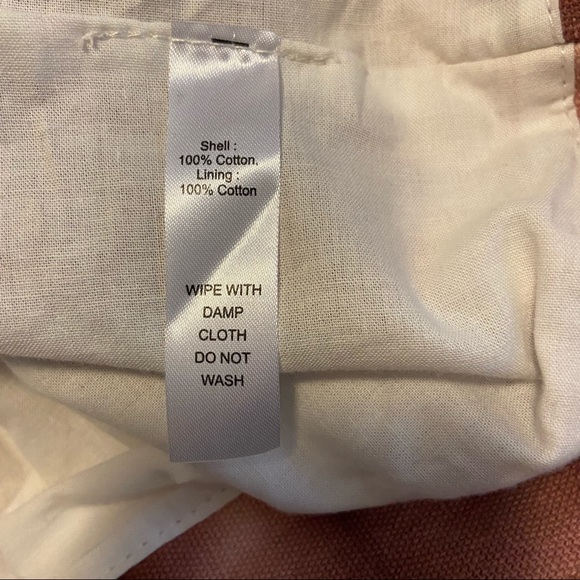 Shell :
100% Cotton.
Lining :
100% Cotton
WIPE WITH
DAMP
CLOTH
DO NOT
WASH